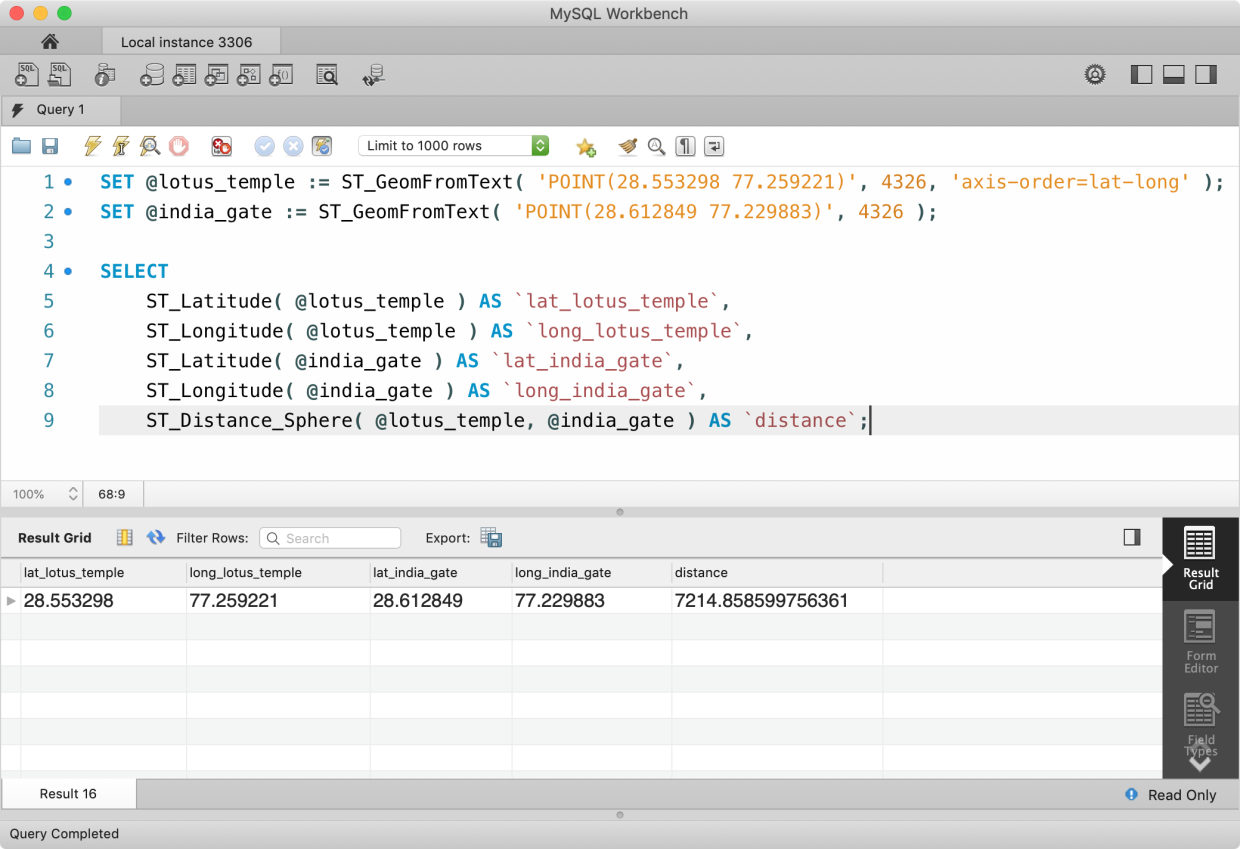 MySQL Workbench
Local instance 3306
SQL SQL
Query 1
Limit to 1000 rows
1 SET @lotus_temple := ST_GeomFromText( 'POINT(28.553298 77.259221)', 4326, 'axis-order=lat-long' );
2 SET @india_gate := ST_GeomFromText( 'POINT(28.612849 77.229883)', 4326 );
3
4 SELECT
5 ST_Latitude( @lotus_temple ) AS `lat_lotus_temple`,
6 ST_Longitude( @lotus_temple ) AS `long_lotus_temple`,
7 ST_Latitude( @india_gate ) AS `lat_india_gate`,
8 ST_Longitude( @india_gate ) AS `long_india_gate`,
9 ST_Distance_Sphere( @lotus_temple, @india_gate ) AS `distance`;
100% 68:9
Result Grid Filter Rows: Search Export:
lat_lotus_temple long_lotus_temple lat_india_gate long_india_gate distance
28.553298 77.259221 28.612849 77.229883 7214.858599756361
Result
Grid
Form
Editor
Field
Types
Result 16 Read Only
Query Completed